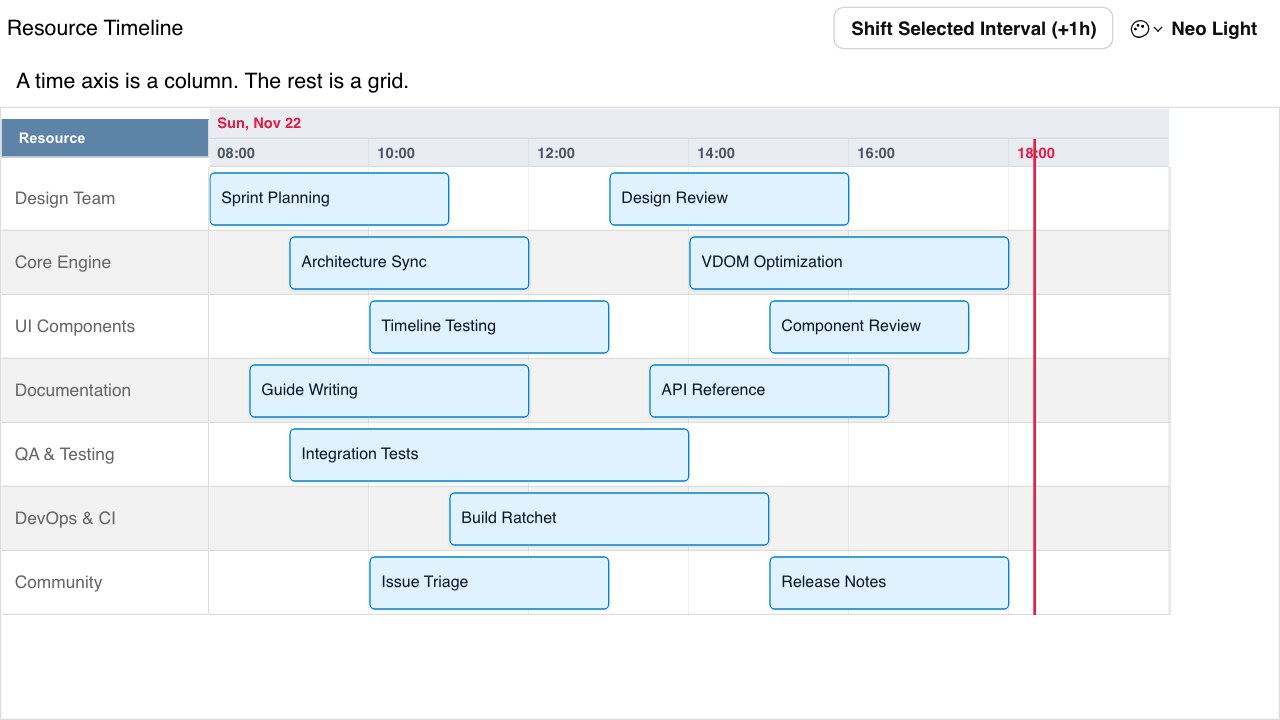 Resource Timeline
Shift Selected Interval (+1h)
Neo Light
A time axis is a column. The rest is a grid.
Sun, Nov 22
Resource
08:00 10:00 12:00 14:00 16:00 18:00
Design Team Sprint Planning Design Review
Core Engine Architecture Sync VDOM Optimization
UI Components Timeline Testing Component Review
Documentation Guide Writing API Reference
QA & Testing Integration Tests
DevOps & CI Build Ratchet
Community Issue Triage Release Notes